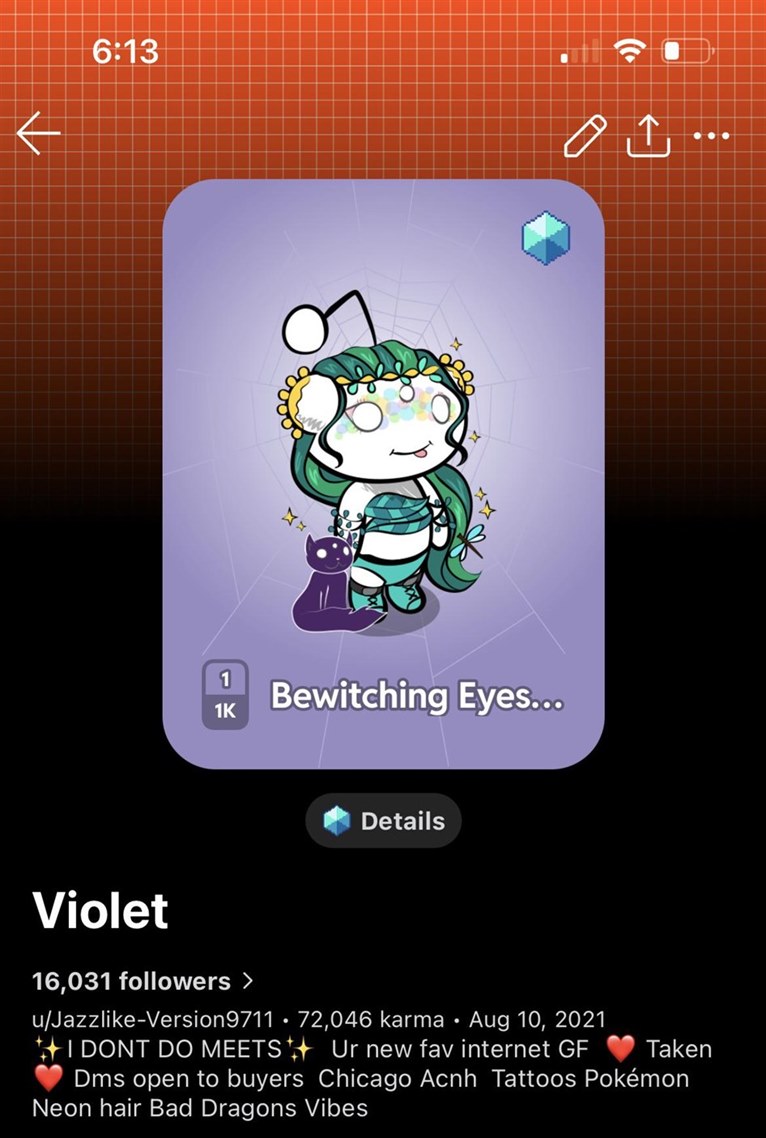 6:13
1
1K
Bewitching Eyes...
Details
Violet
16,031 followers >
u/Jazzlike-Version9711 • 72,046 karma • Aug 10, 2021
✨I DONT DO MEETS✨ Ur new fav internet GF ❤️ Taken
❤️ Dms open to buyers Chicago Acnh Tattoos Pokémon
Neon hair Bad Dragons Vibes